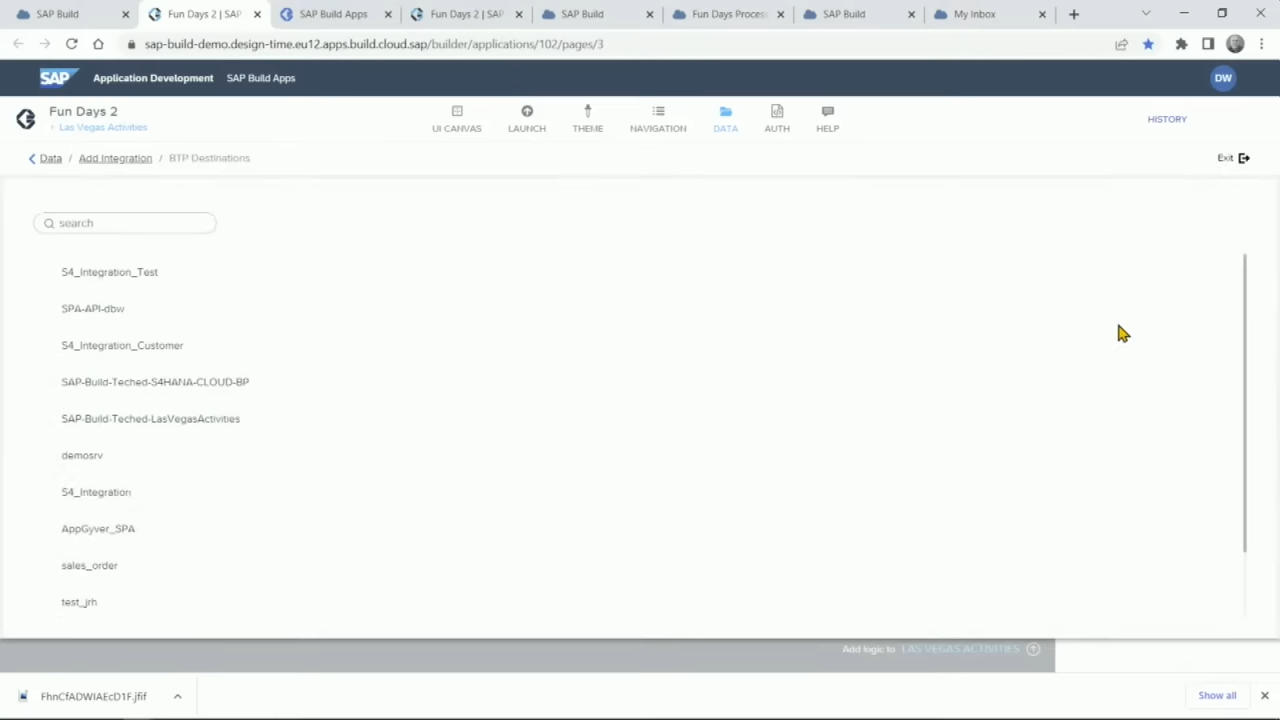 SAP Build
Fun Days 2 | SAP
SAP Build Apps
Fun Days 2 | SAP
SAP Build
Fun Days Process
SAP Build
My Inbox
sap-build-demo.design-time.eu12.apps.build.cloud.sap/builder/applications/102/pages/3
SAP Application Development SAP Build Apps DW
Fun Days 2
Las Vegas Activities
UI CANVAS LAUNCH THEME NAVIGATION DATA AUTH HELP HISTORY
Data / Add Integration / BTP Destinations Exit
search
S4_Integration_Test
SPA-API-dbw
S4_Integration_Customer
SAP-Build-Teched-S4HANA-CLOUD-BP
SAP-Build-Teched-LasVegasActivities
demosrv
S4_Integration
AppGyver_SPA
sales_order
test_jrh
Add logic to LAS VEGAS ACTIVITIES
FhnCfADWIAEcD1F.jfif Show all